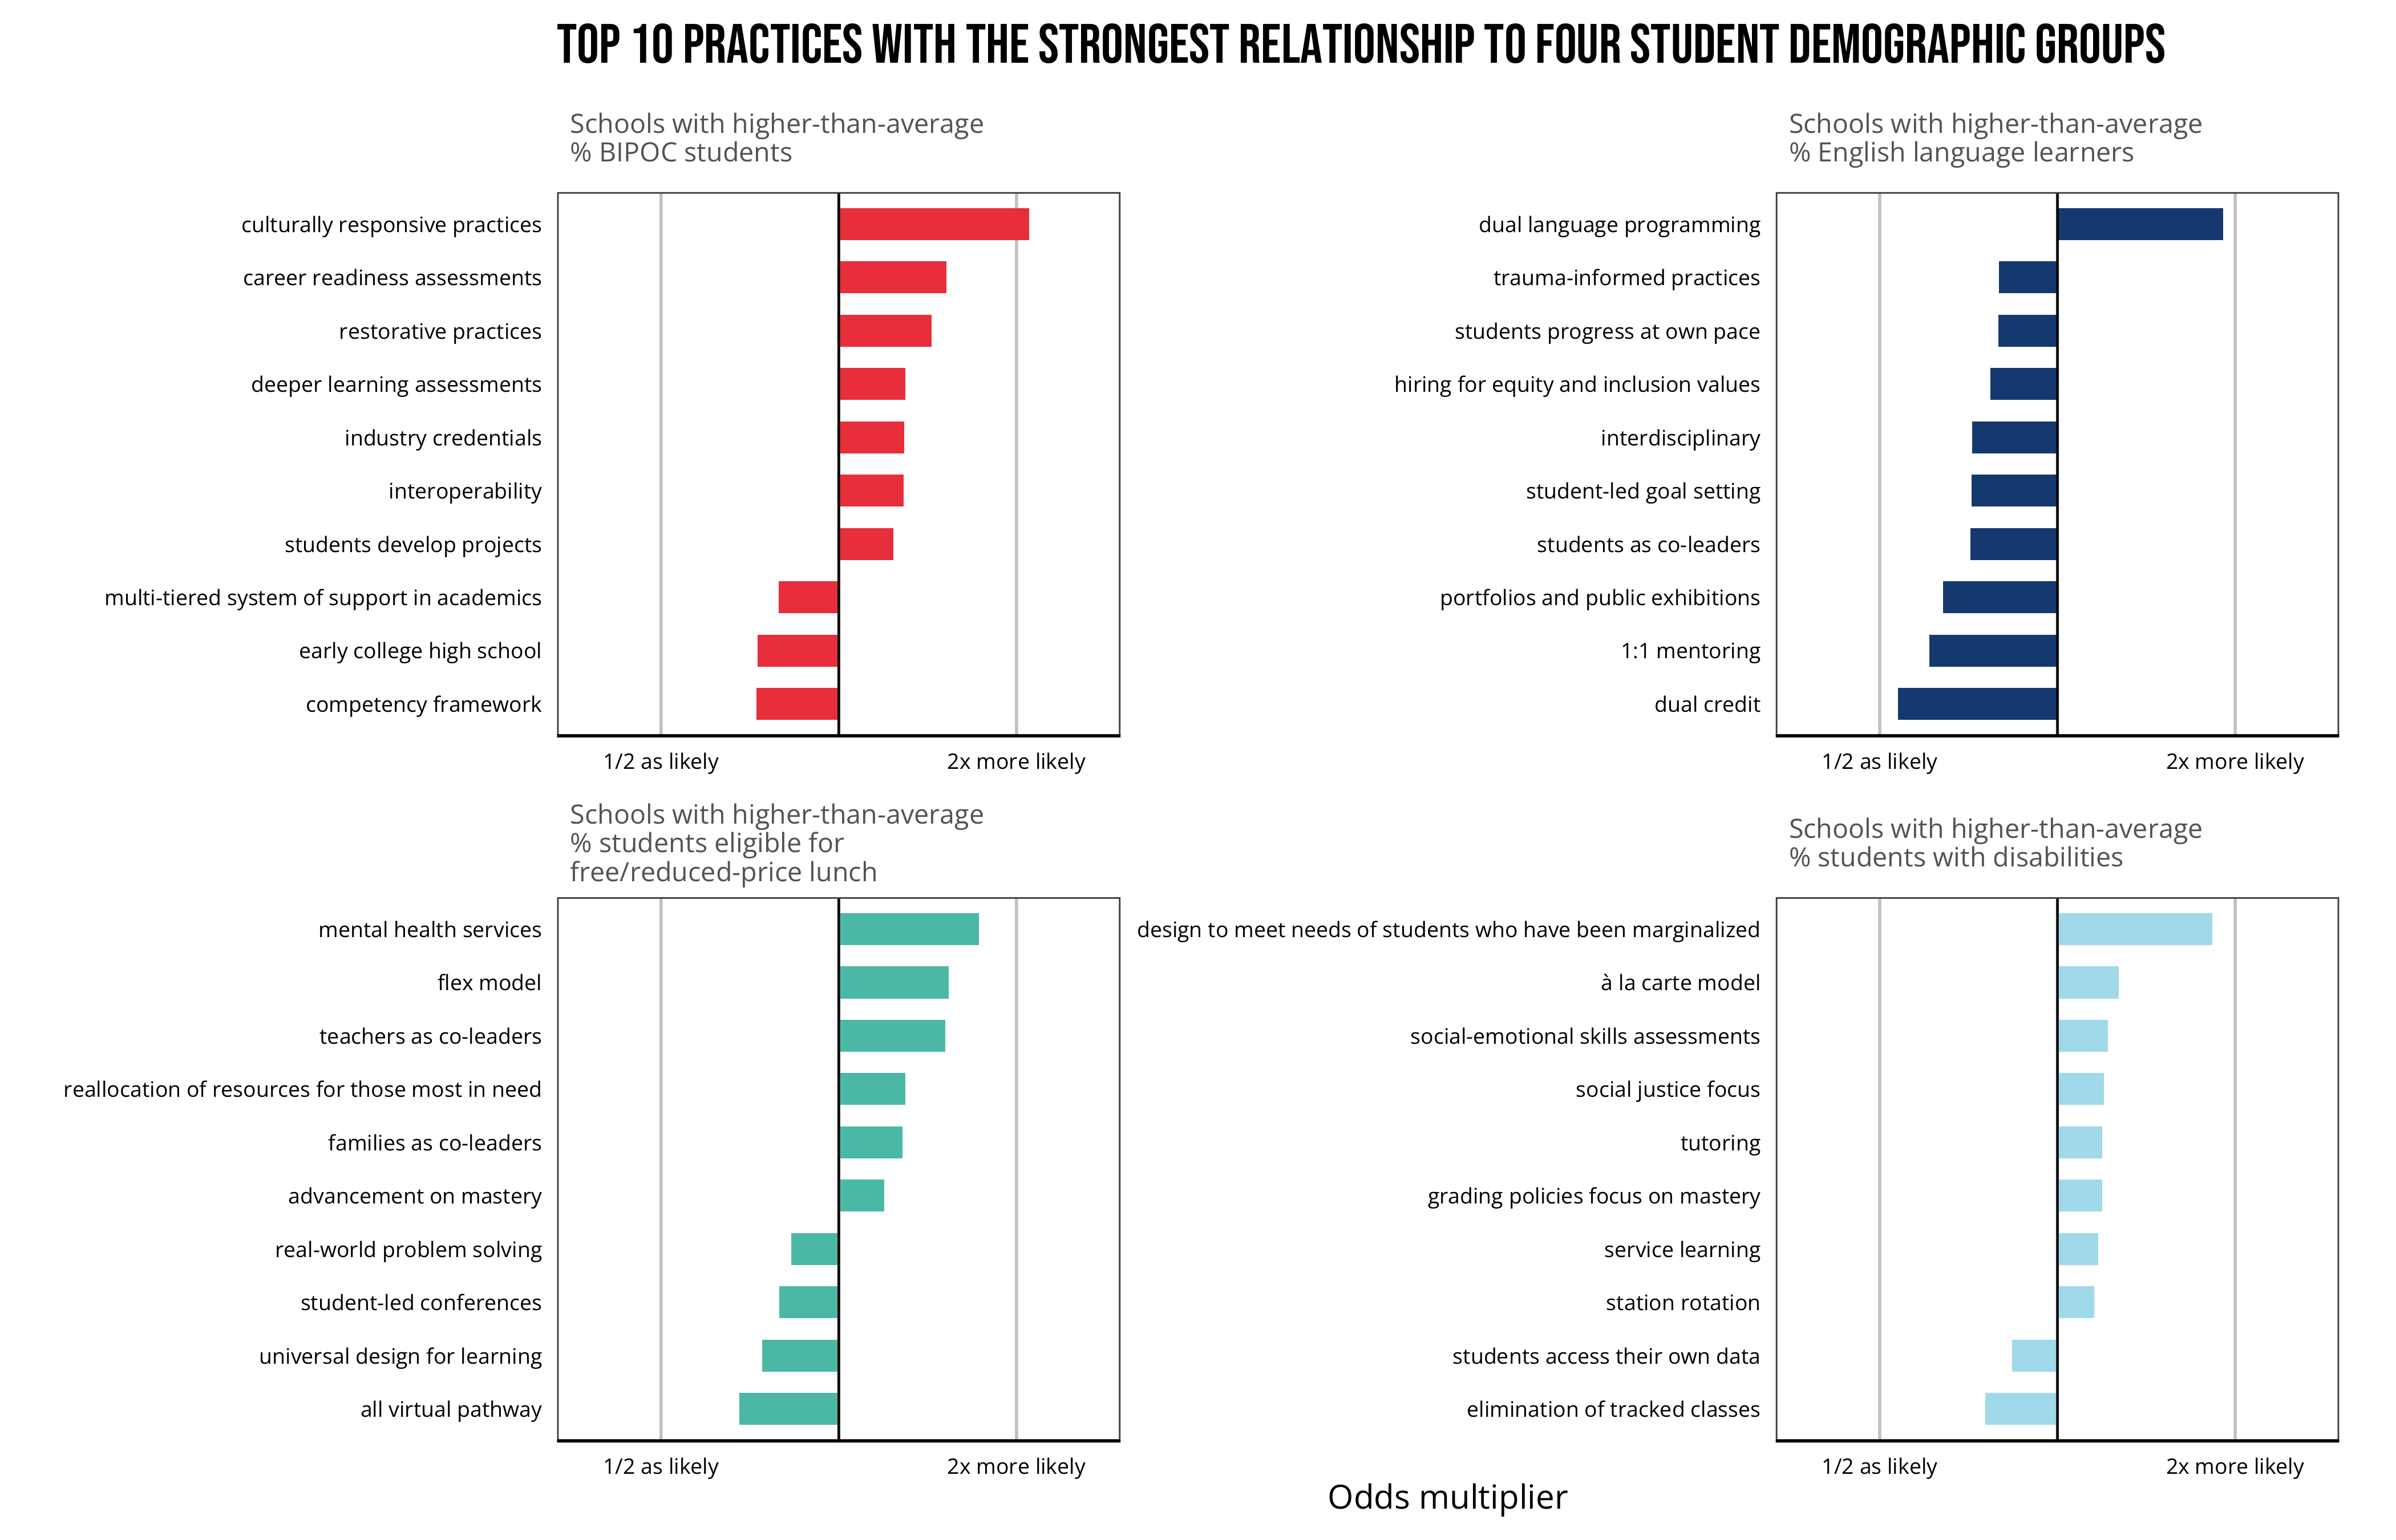 TOP 10 PRACTICES WITH THE STRONGEST RELATIONSHIP TO FOUR STUDENT DEMOGRAPHIC GROUPS
Schools with higher-than-average
% BIPOC students
culturally responsive practices
career readiness assessments
restorative practices
deeper learning assessments
industry credentials
interoperability
students develop projects
multi-tiered system of support in academics
early college high school
competency framework
1/2 as likely
2x more likely
Schools with higher-than-average
% English language learners
dual language programming
trauma-informed practices
students progress at own pace
hiring for equity and inclusion values
interdisciplinary
student-led goal setting
students as co-leaders
portfolios and public exhibitions
1:1 mentoring
dual credit
1/2 as likely
2x more likely
Schools with higher-than-average
% students eligible for
free/reduced-price lunch
mental health services
flex model
teachers as co-leaders
reallocation of resources for those most in need
families as co-leaders
advancement on mastery
real-world problem solving
student-led conferences
universal design for learning
all virtual pathway
1/2 as likely
2x more likely
Schools with higher-than-average
% students with disabilities
design to meet needs of students who have been marginalized
à la carte model
social-emotional skills assessments
social justice focus
tutoring
grading policies focus on mastery
service learning
station rotation
students access their own data
elimination of tracked classes
1/2 as likely
2x more likely
Odds multiplier